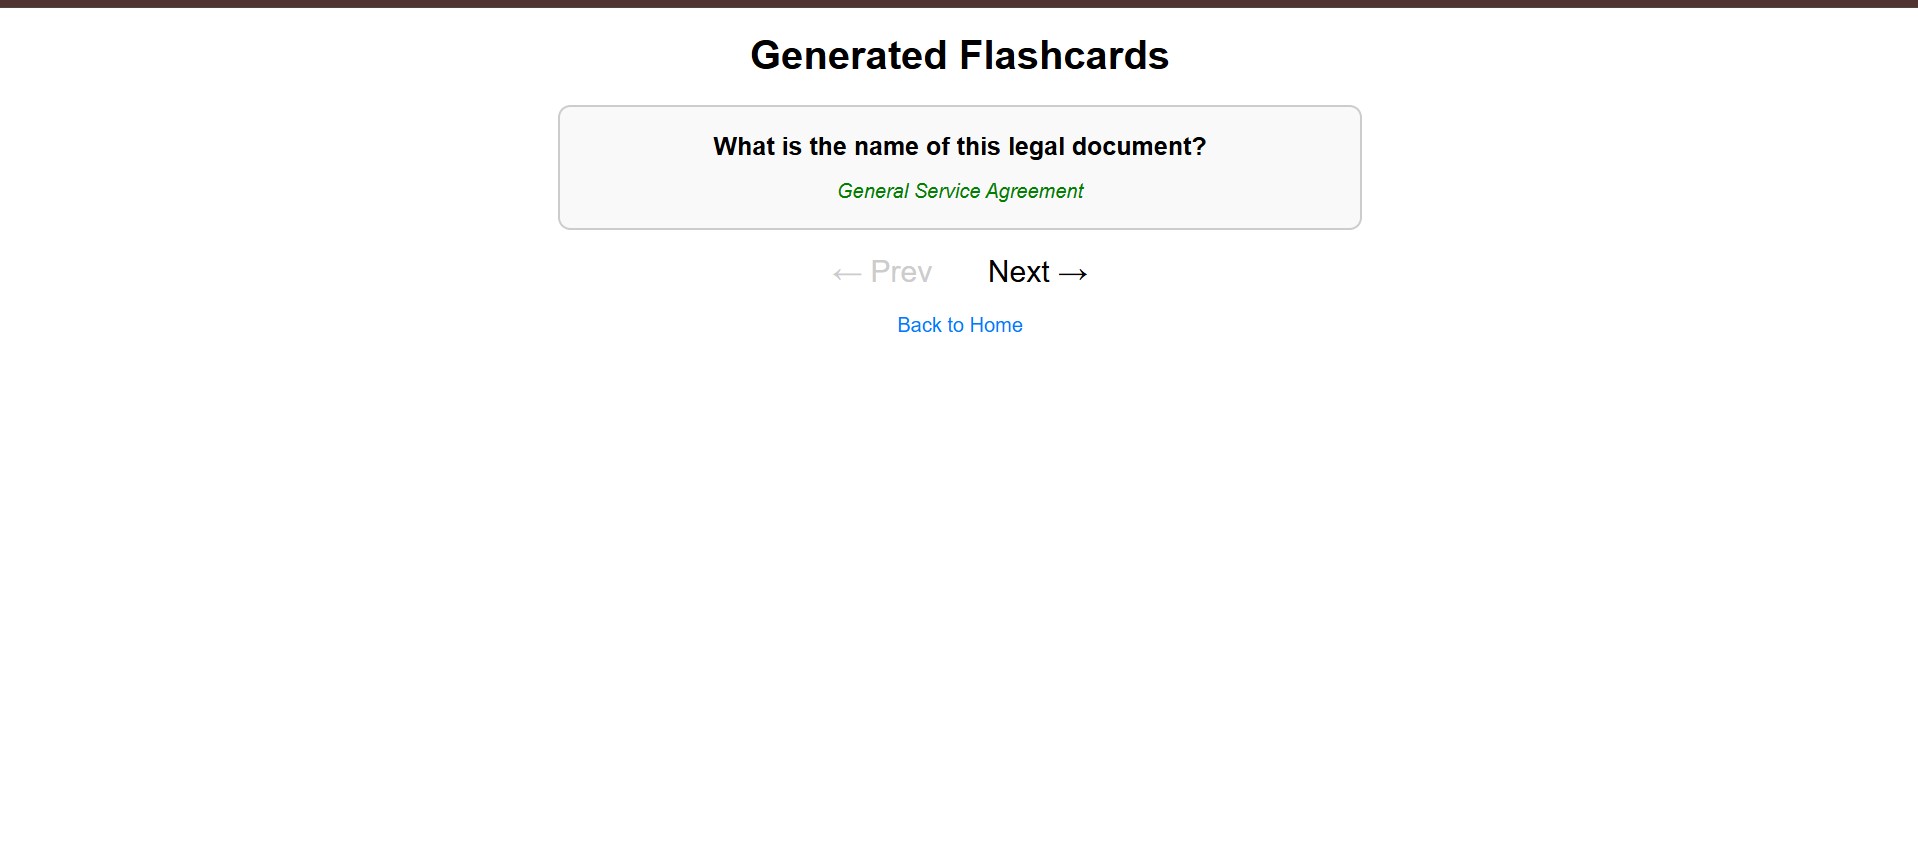 Generated Flashcards
What is the name of this legal document?
General Service Agreement
← Prev Next →
Back to Home